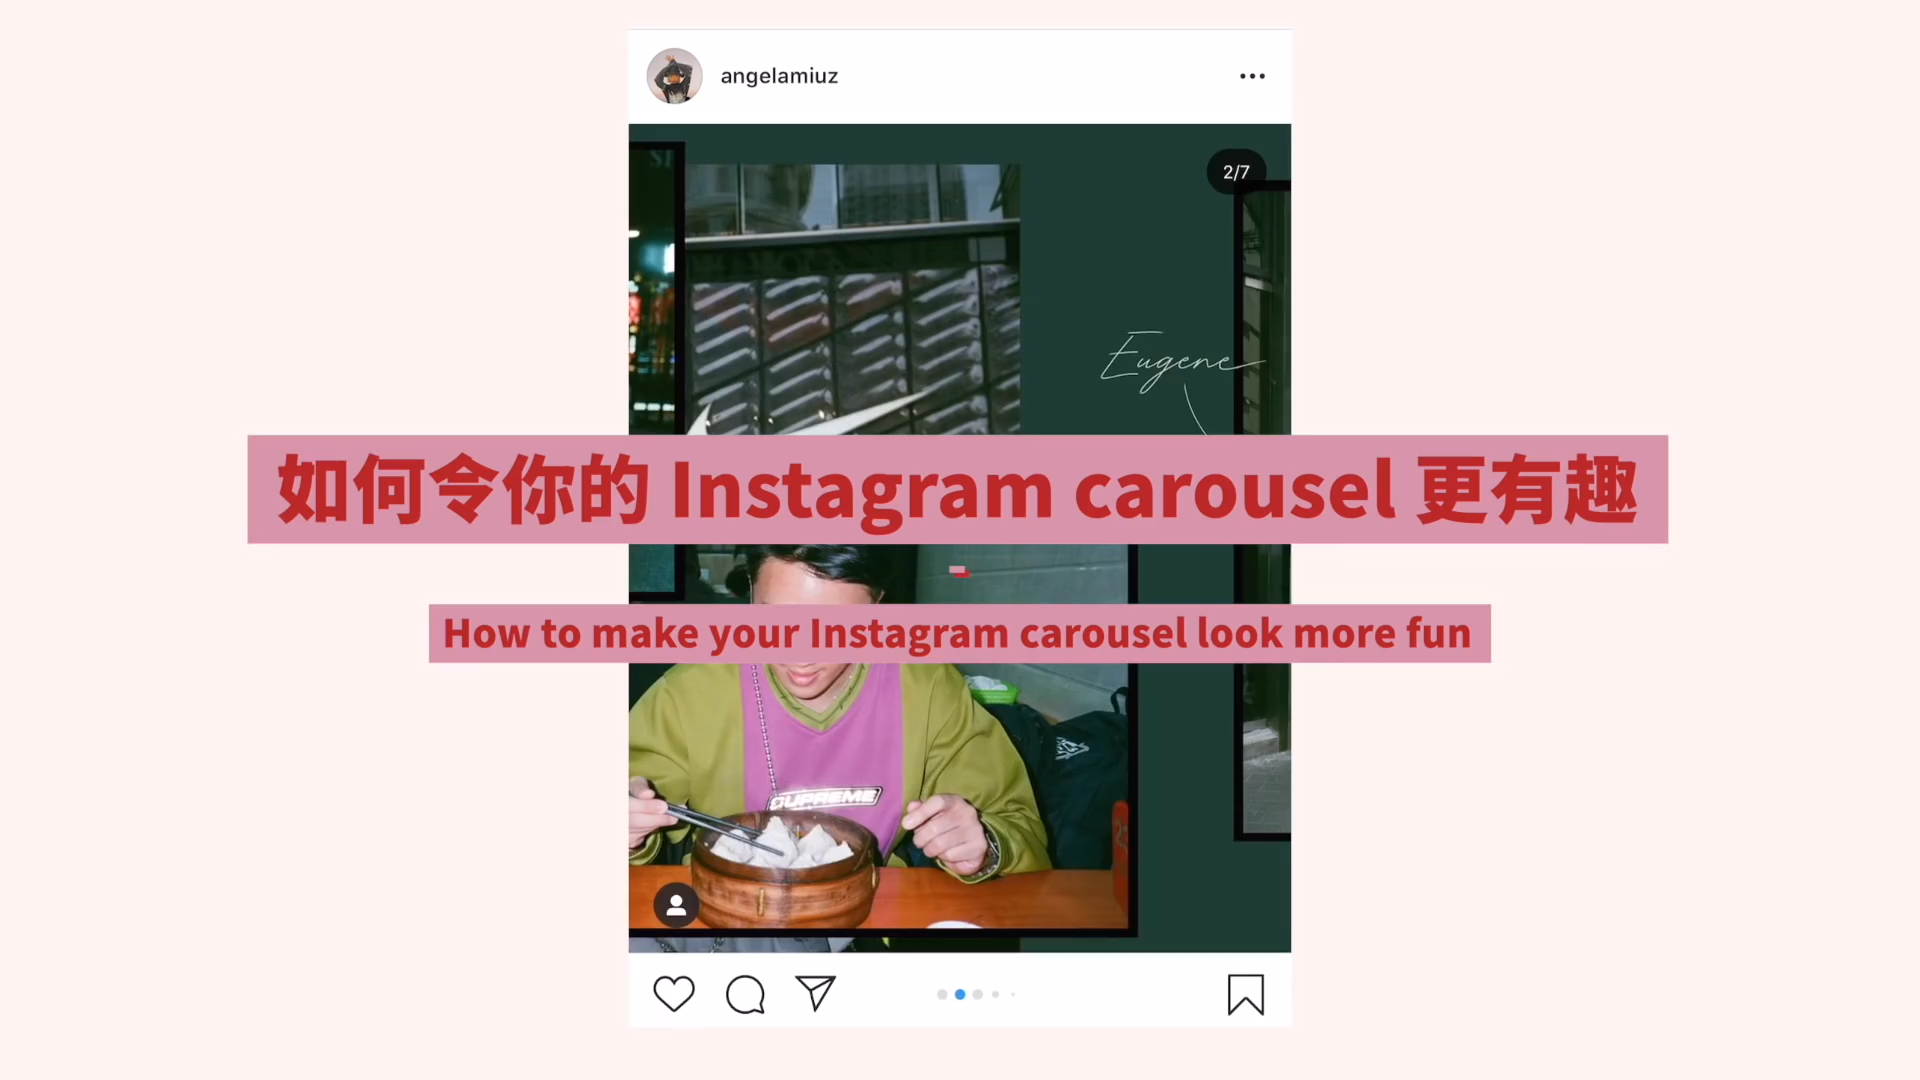 angelamiuz
2/7
Eugene
如何令你的 Instagram carousel 更有趣
How to make your Instagram carousel look more fun
SUPREME